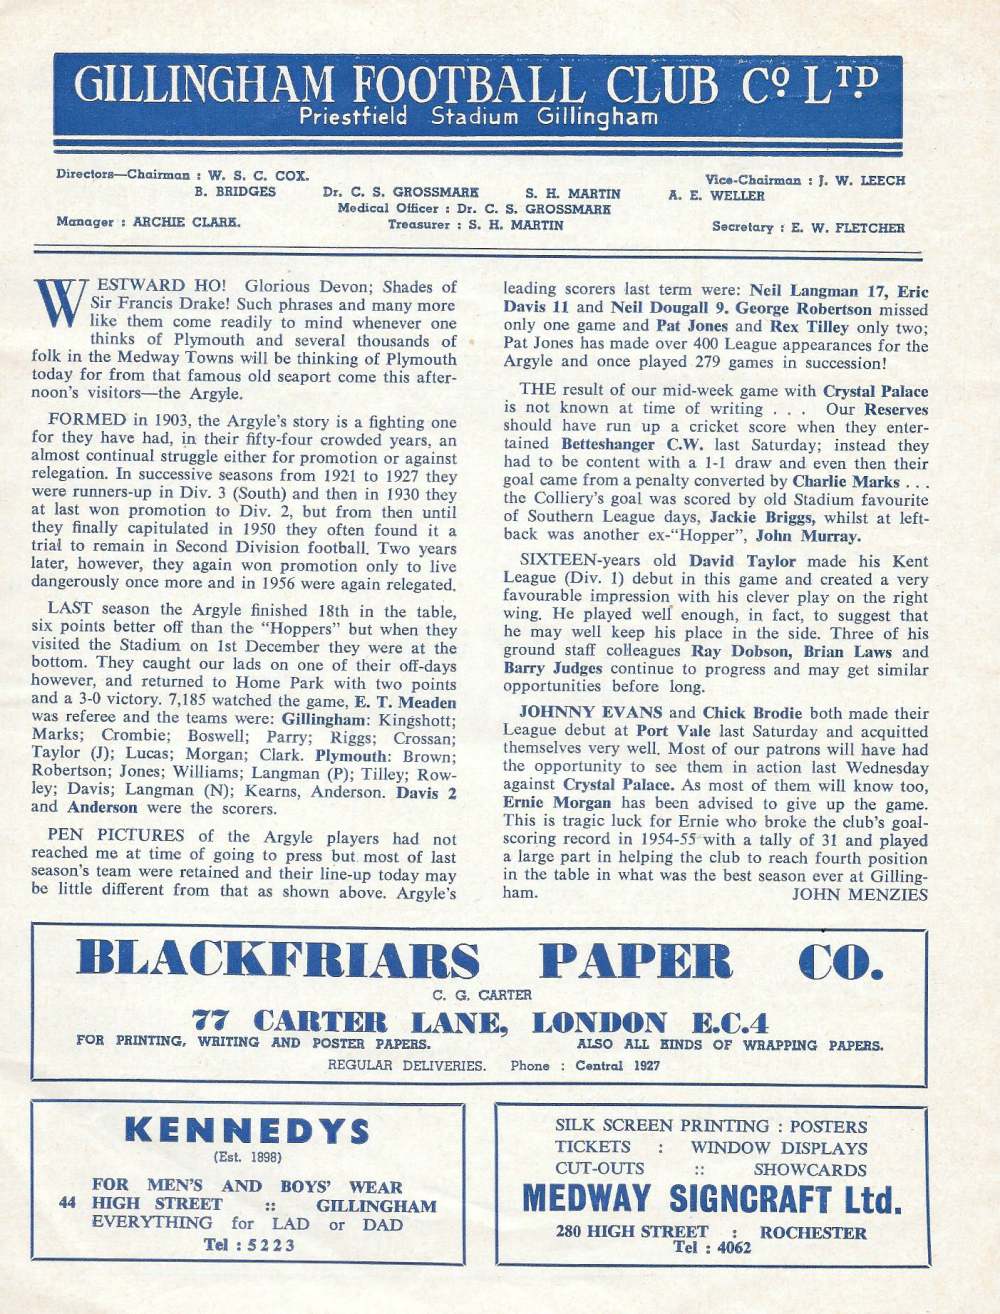 GILLINGHAM FOOTBALL CLUB Co LTD
Priestfield Stadium Gillingham
Directors—Chairman : W. S. C. COX.
Vice-Chairman : J. W. LEECH
B. BRIDGES Dr. C. S. GROSSMARK S. H. MARTIN A. E. WELLER
Medical Officer : Dr. C. S. GROSSMARK
Manager : ARCHIE CLARK. Treasurer : S. H. MARTIN Secretary : E. W. FLETCHER
WESTWARD HO! Glorious Devon; Shades of
Sir Francis Drake! Such phrases and many more
like them come readily to mind whenever one
thinks of Plymouth and several thousands of
folk in the Medway Towns will be thinking of Plymouth
today for from that famous old seaport come this after-
noon's visitors—the Argyle.
FORMED in 1903, the Argyle's story is a fighting one
for they have had, in their fifty-four crowded years, an
almost continual struggle either for promotion or against
relegation. In successive seasons from 1921 to 1927 they
were runners-up in Div. 3 (South) and then in 1930 they
at last won promotion to Div. 2, but from then until
they finally capitulated in 1950 they often found it a
trial to remain in Second Division football. Two years
later, however, they again won promotion only to live
dangerously once more and in 1956 were again relegated.
LAST season the Argyle finished 18th in the table,
six points better off than the "Hoppers" but when they
visited the Stadium on 1st December they were at the
bottom. They caught our lads on one of their off-days
however, and returned to Home Park with two points
and a 3-0 victory. 7,185 watched the game, E. T. Meaden
was referee and the teams were: Gillingham: Kingshott;
Marks; Crombie; Boswell; Parry; Riggs; Crossan;
Taylor (J); Lucas; Morgan; Clark. Plymouth: Brown;
Robertson; Jones; Williams; Langman (P); Tilley; Row-
ley; Davis; Langman (N); Kearns, Anderson. Davis 2
and Anderson were the scorers.
PEN PICTURES of the Argyle players had not
reached me at time of going to press but most of last
season's team were retained and their line-up today may
be little different from that as shown above. Argyle's
leading scorers last term were: Neil Langman 17, Eric
Davis 11 and Neil Dougall 9. George Robertson missed
only one game and Pat Jones and Rex Tilley only two;
Pat Jones has made over 400 League appearances for the
Argyle and once played 279 games in succession!
THE result of our mid-week game with Crystal Palace
is not known at time of writing . . . Our Reserves
should have run up a cricket score when they enter-
tained Betteshanger C.W. last Saturday; instead they
had to be content with a 1-1 draw and even then their
goal came from a penalty converted by Charlie Marks . . .
the Colliery's goal was scored by old Stadium favourite
of Southern League days, Jackie Briggs, whilst at left-
back was another ex-"Hopper", John Murray.
SIXTEEN-years old David Taylor made his Kent
League (Div. 1) debut in this game and created a very
favourable impression with his clever play on the right
wing. He played well enough, in fact, to suggest that
he may well keep his place in the side. Three of his
ground staff colleagues Ray Dobson, Brian Laws and
Barry Judges continue to progress and may get similar
opportunities before long.
JOHNNY EVANS and Chick Brodie both made their
League debut at Port Vale last Saturday and acquitted
themselves very well. Most of our patrons will have had
the opportunity to see them in action last Wednesday
against Crystal Palace. As most of them will know too,
Ernie Morgan has been advised to give up the game.
This is tragic luck for Ernie who broke the club's goal-
scoring record in 1954-55 with a tally of 31 and played
a large part in helping the club to reach fourth position
in the table in what was the best season ever at Gilling-
ham. JOHN MENZIES
BLACKFRIARS PAPER CO.
C. G. CARTER
77 CARTER LANE, LONDON E.C.4
FOR PRINTING, WRITING AND POSTER PAPERS. ALSO ALL KINDS OF WRAPPING PAPERS.
REGULAR DELIVERIES. Phone : Central 1927
KENNEDYS
(Est. 1898)
FOR MEN'S AND BOYS' WEAR
44 HIGH STREET :: GILLINGHAM
EVERYTHING for LAD or DAD
Tel : 5223
SILK SCREEN PRINTING : POSTERS
TICKETS : WINDOW DISPLAYS
CUT-OUTS :: SHOWCARDS
MEDWAY SIGNCRAFT Ltd.
280 HIGH STREET : ROCHESTER
Tel : 4062